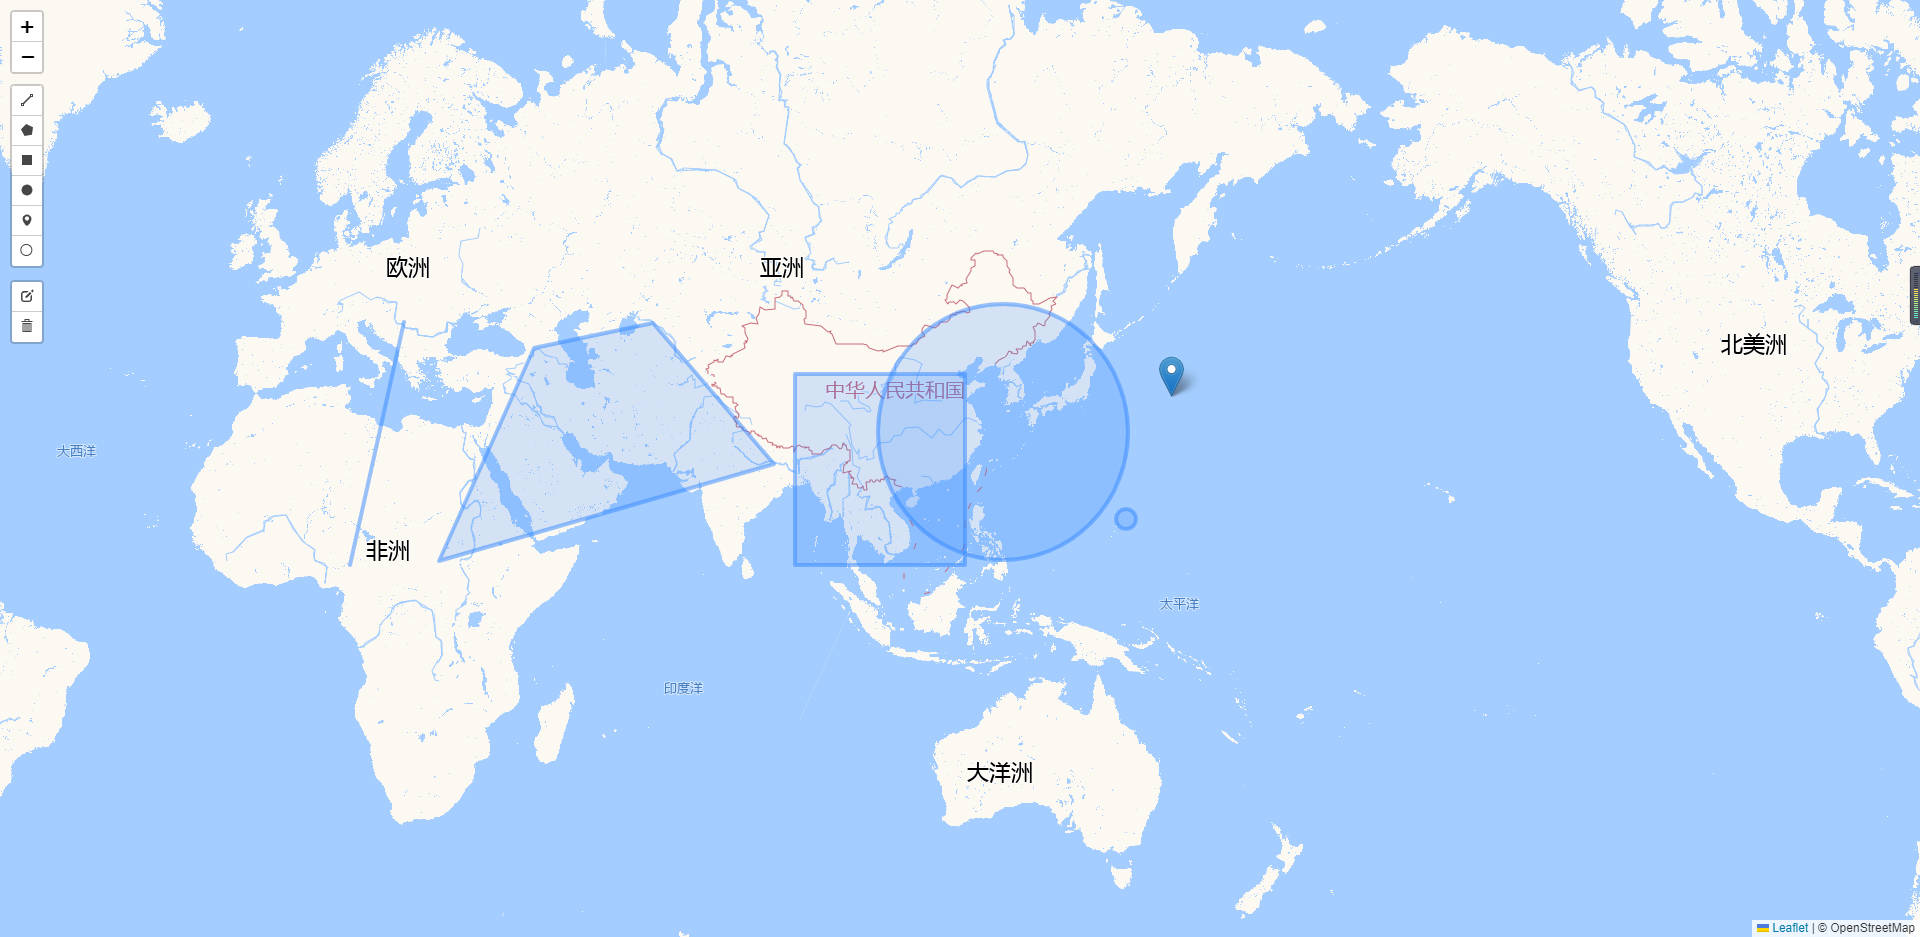 +
−
欧洲
亚洲
北美洲
中华人民共和国
大西洋
非洲
太平洋
印度洋
大洋洲
Leaflet | © OpenStreetMap